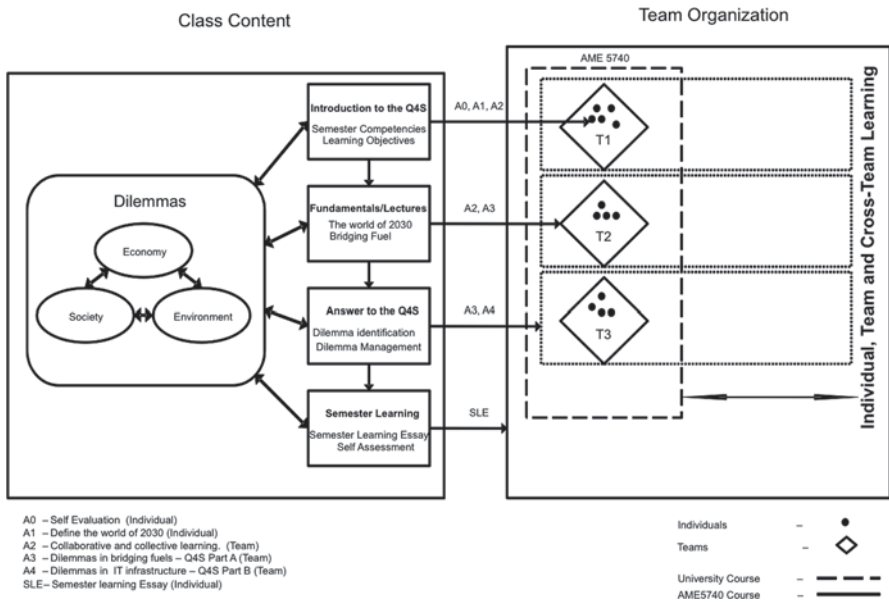 Class Content
Team Organization
AME 5740
Introduction to the Q4S
Semester Competencies
Learning Objectives
A0, A1, A2
T1
Dilemmas
Economy
Society
Environment
Fundamentals/Lectures
The world of 2030
Bridging Fuel
A2, A3
T2
Answer to the Q4S
Dilemma identification
Dilemma Management
A3, A4
T3
Semester Learning
Semester Learning Essay
Self Assessment
SLE
Individual, Team and Cross-Team Learning
A0 – Self Evaluation (Individual)
A1 – Define the world of 2030 (Individual)
A2 – Collaborative and collective learning. (Team)
A3 – Dilemmas in bridging fuels – Q4S Part A (Team)
A4 – Dilemmas in IT infrastructure – Q4S Part B (Team)
SLE– Semester learning Essay (Individual)
Individuals –
Teams –
University Course –
AME5740 Course –